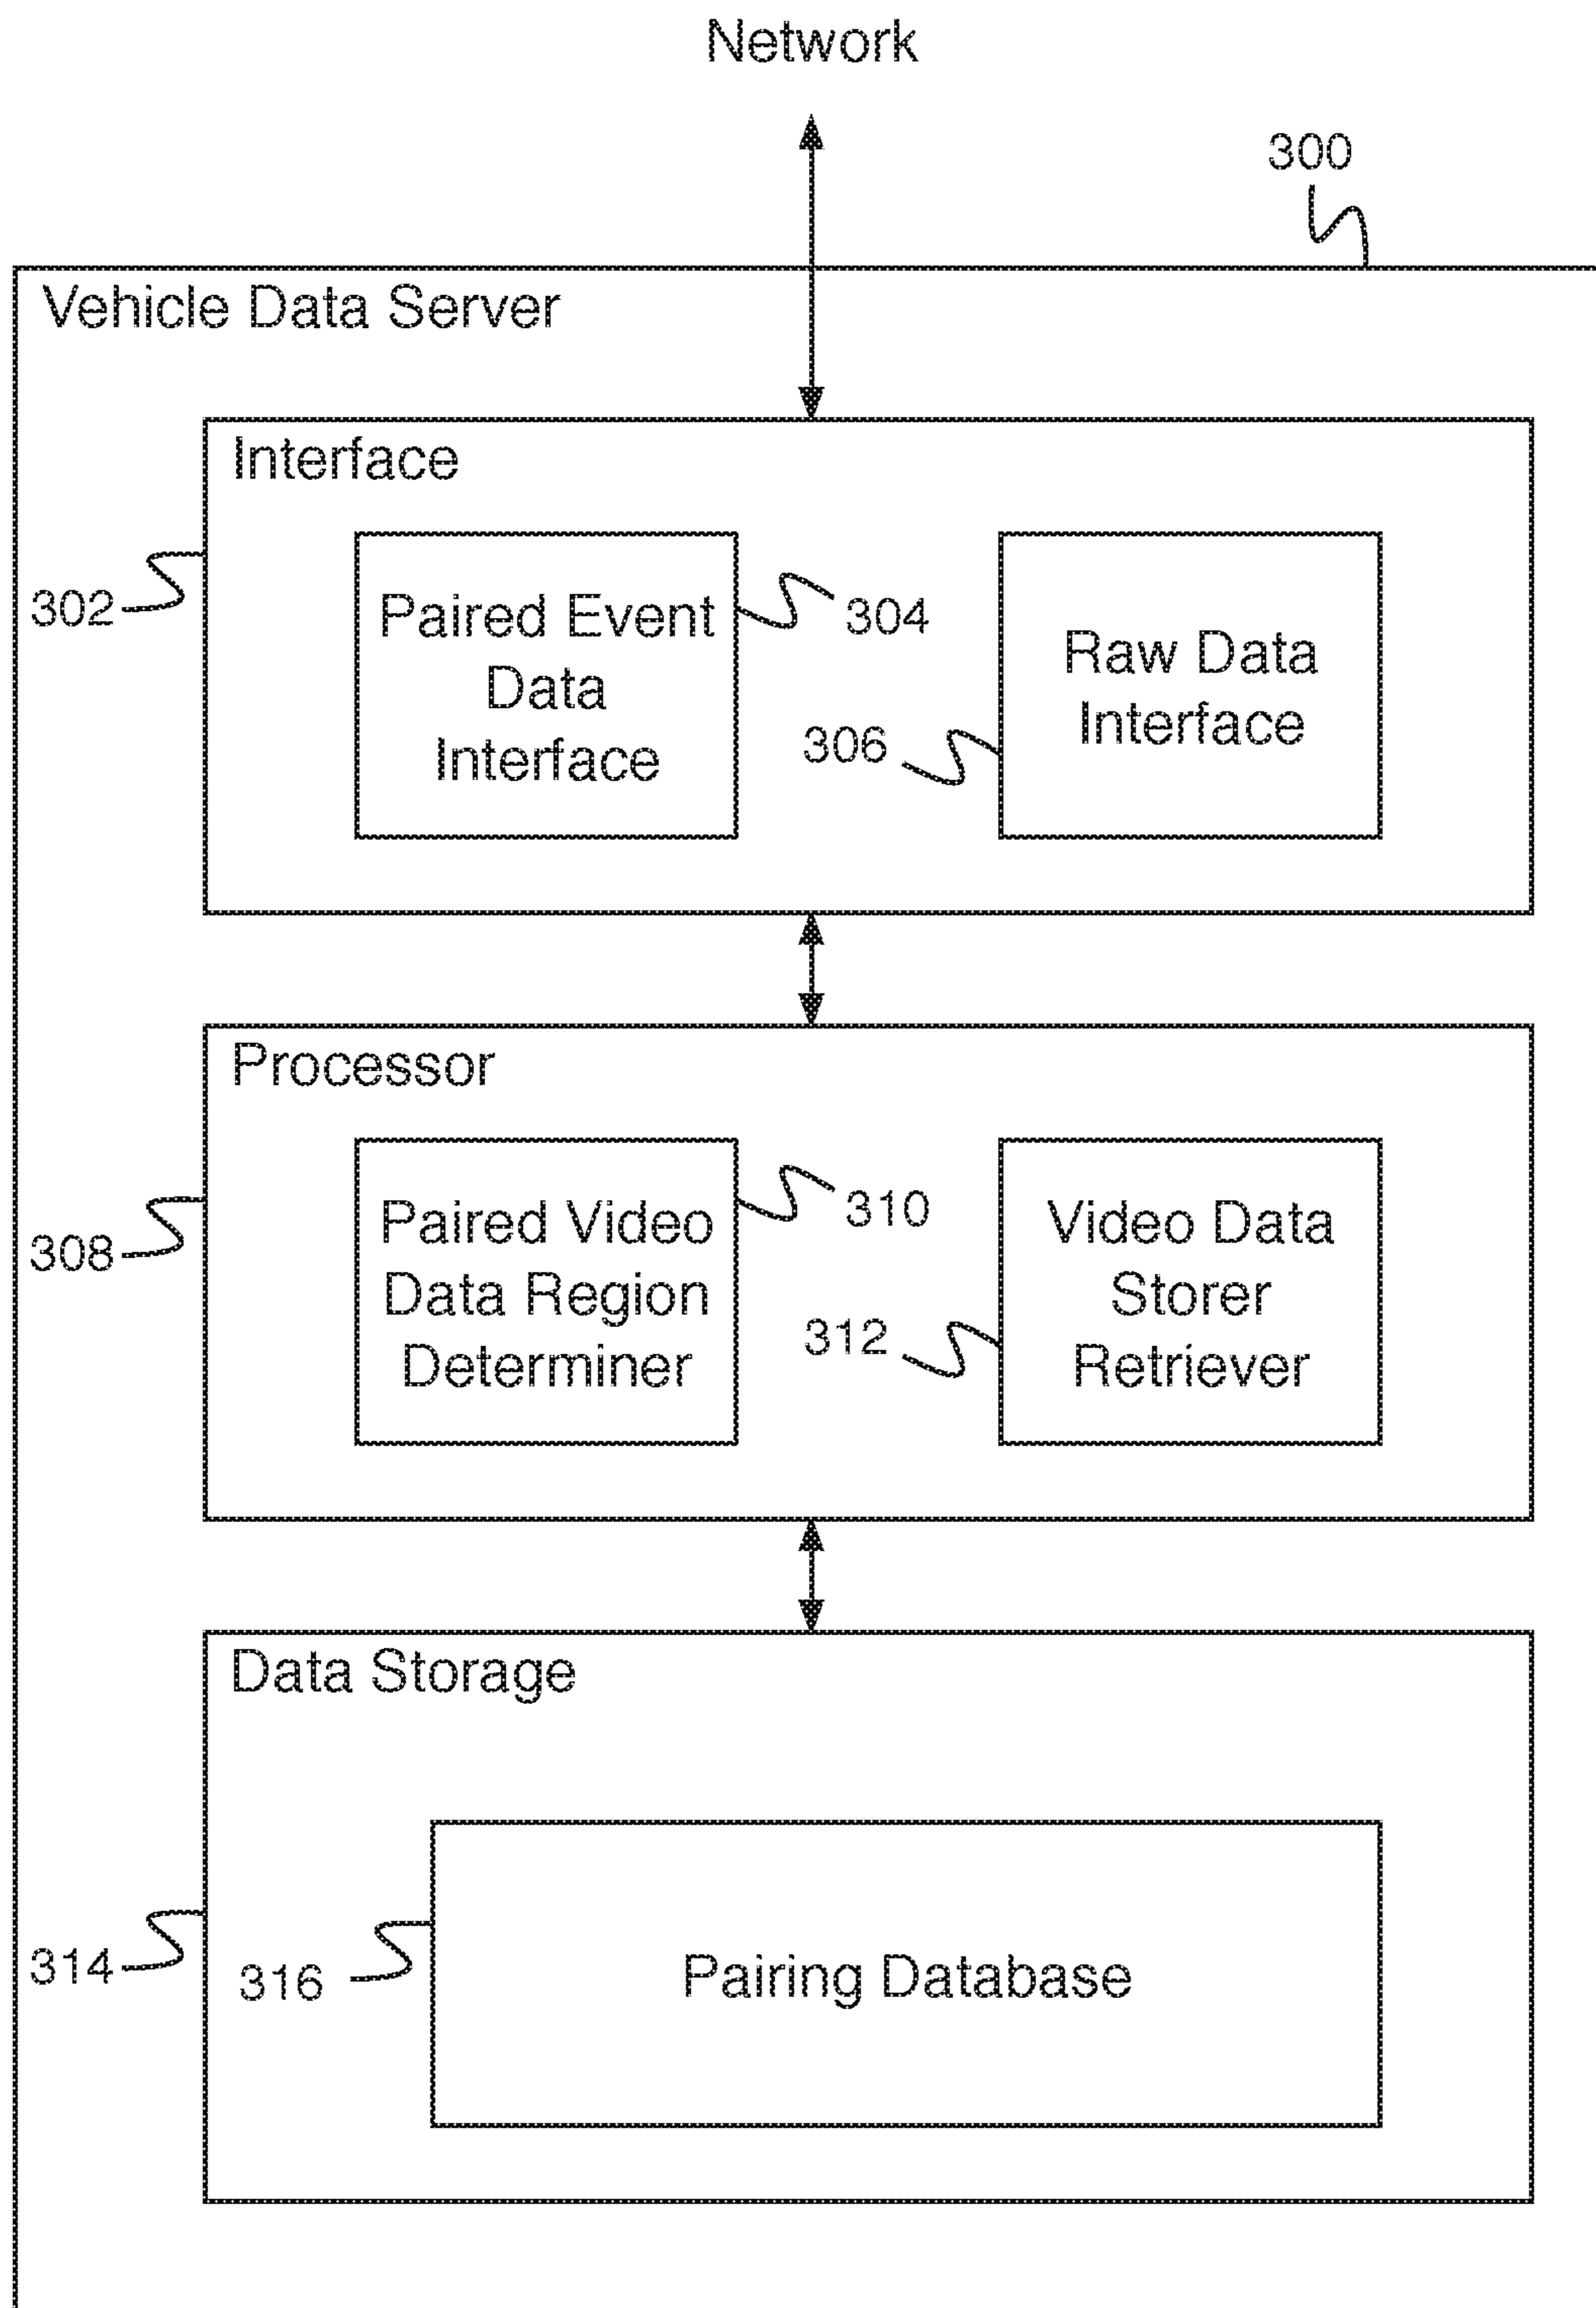 Network
300
Vehicle Data Server
Interface
302
Paired Event
Data
Interface
304
306
Raw Data
Interface
Processor
308
Paired Video
Data Region
Determiner
310
312
Video Data
Storer
Retriever
Data Storage
314
316
Pairing Database